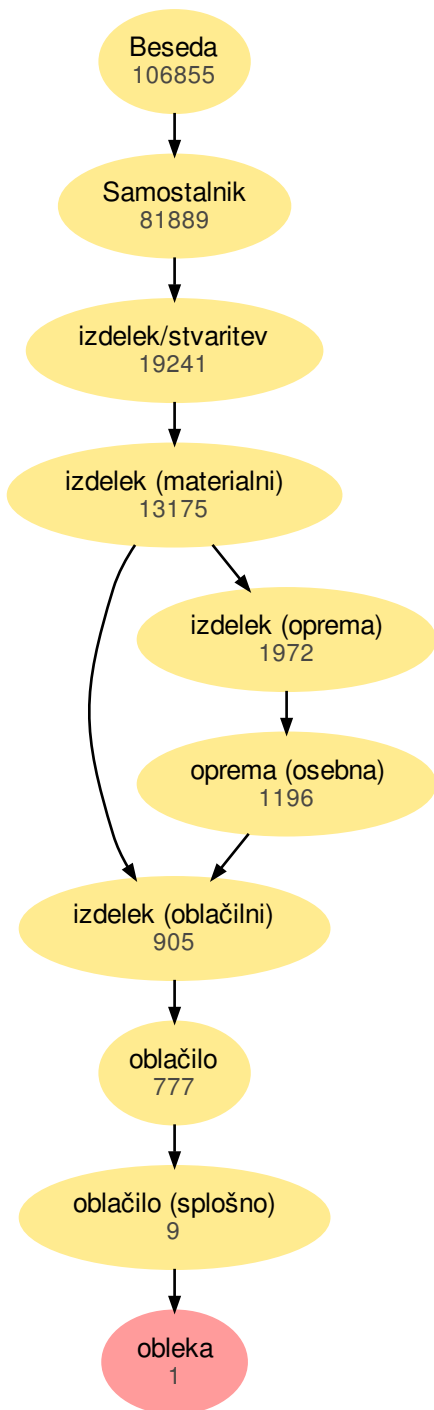 Beseda
106855
Samostalnik
81889
izdelek/stvaritev
19241
izdelek (materialni)
13175
izdelek (oprema)
1972
oprema (osebna)
1196
izdelek (oblačilni)
905
oblačilo
777
oblačilo (splošno)
9
obleka
1